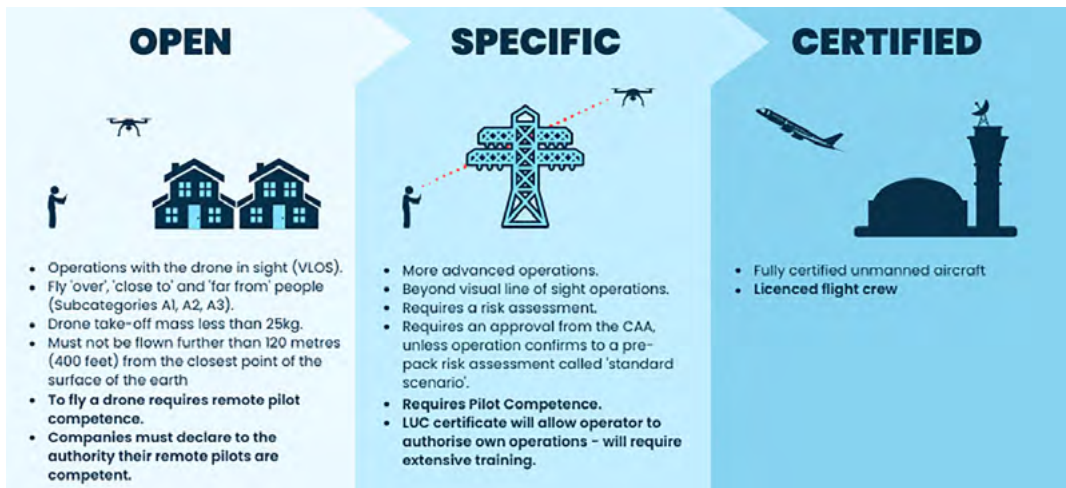 OPEN
• Operations with the drone in sight (VLOS).
• Fly 'over', 'close to' and 'far from' people
(Subcategories A1, A2, A3).
• Drone take-off mass less than 25kg.
• Must not be flown further than 120 metres
(400 feet) from the closest point of the
surface of the earth
• To fly a drone requires remote pilot
competence.
• Companies must declare to the
authority their remote pilots are
competent.
SPECIFIC
• More advanced operations.
• Beyond visual line of sight operations.
• Requires a risk assessment.
• Requires an approval from the CAA,
unless operation confirms to a pre-
pack risk assessment called 'standard
scenario'.
• Requires Pilot Competence.
• LUC certificate will allow operator to
authorise own operations - will require
extensive training.
CERTIFIED
• Fully certified unmanned aircraft
• Licenced flight crew